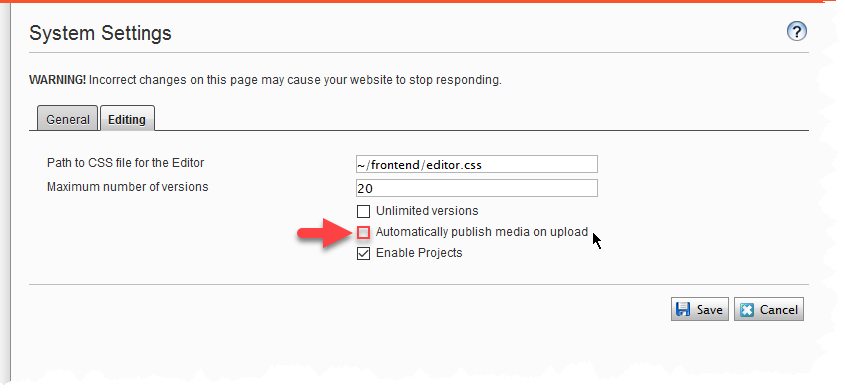 System Settings
?
WARNING! Incorrect changes on this page may cause your website to stop responding.
General Editing
Path to CSS file for the Editor ~/frontend/editor.css
Maximum number of versions 20
Unlimited versions
Automatically publish media on upload
Enable Projects
Save Cancel